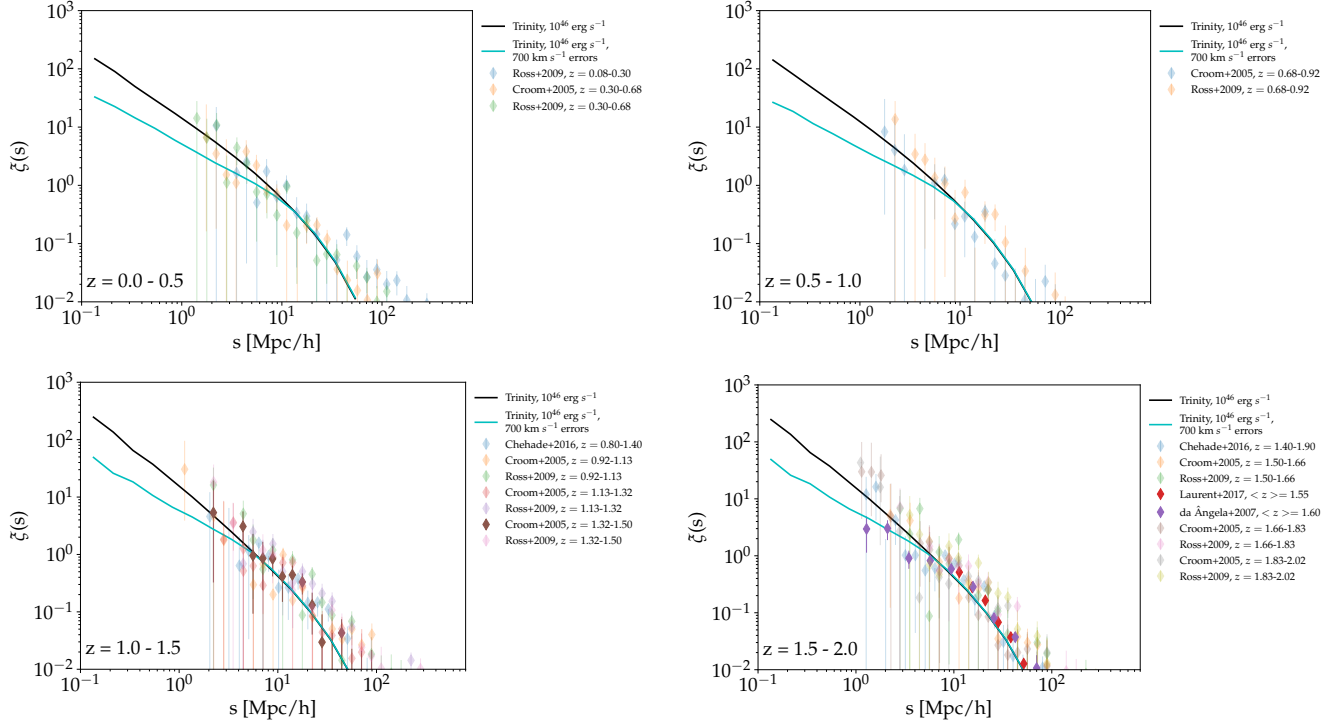 10³
10²
10¹
10⁰
10⁻¹
10⁻²
ξ(s)
z = 0.0 - 0.5
10⁻¹ 10⁰ 10¹ 10²
s [Mpc/h]
Trinity, 10⁴⁶ erg s⁻¹
Trinity, 10⁴⁶ erg s⁻¹,
700 km s⁻¹ errors
Ross+2009, z = 0.08-0.30
Croom+2005, z = 0.30-0.68
Ross+2009, z = 0.30-0.68
10³
10²
10¹
10⁰
10⁻¹
10⁻²
ξ(s)
z = 0.5 - 1.0
10⁻¹ 10⁰ 10¹ 10²
s [Mpc/h]
Trinity, 10⁴⁶ erg s⁻¹
Trinity, 10⁴⁶ erg s⁻¹,
700 km s⁻¹ errors
Croom+2005, z = 0.68-0.92
Ross+2009, z = 0.68-0.92
10³
10²
10¹
10⁰
10⁻¹
10⁻²
ξ(s)
z = 1.0 - 1.5
10⁻¹ 10⁰ 10¹ 10²
s [Mpc/h]
Trinity, 10⁴⁶ erg s⁻¹
Trinity, 10⁴⁶ erg s⁻¹,
700 km s⁻¹ errors
Chehade+2016, z = 0.80-1.40
Croom+2005, z = 0.92-1.13
Ross+2009, z = 0.92-1.13
Croom+2005, z = 1.13-1.32
Ross+2009, z = 1.13-1.32
Croom+2005, z = 1.32-1.50
Ross+2009, z = 1.32-1.50
10³
10²
10¹
10⁰
10⁻¹
10⁻²
ξ(s)
z = 1.5 - 2.0
10⁻¹ 10⁰ 10¹ 10²
s [Mpc/h]
Trinity, 10⁴⁶ erg s⁻¹
Trinity, 10⁴⁶ erg s⁻¹,
700 km s⁻¹ errors
Chehade+2016, z = 1.40-1.90
Croom+2005, z = 1.50-1.66
Ross+2009, z = 1.50-1.66
Laurent+2017, < z >= 1.55
da Ângela+2007, < z >= 1.60
Croom+2005, z = 1.66-1.83
Ross+2009, z = 1.66-1.83
Croom+2005, z = 1.83-2.02
Ross+2009, z = 1.83-2.02